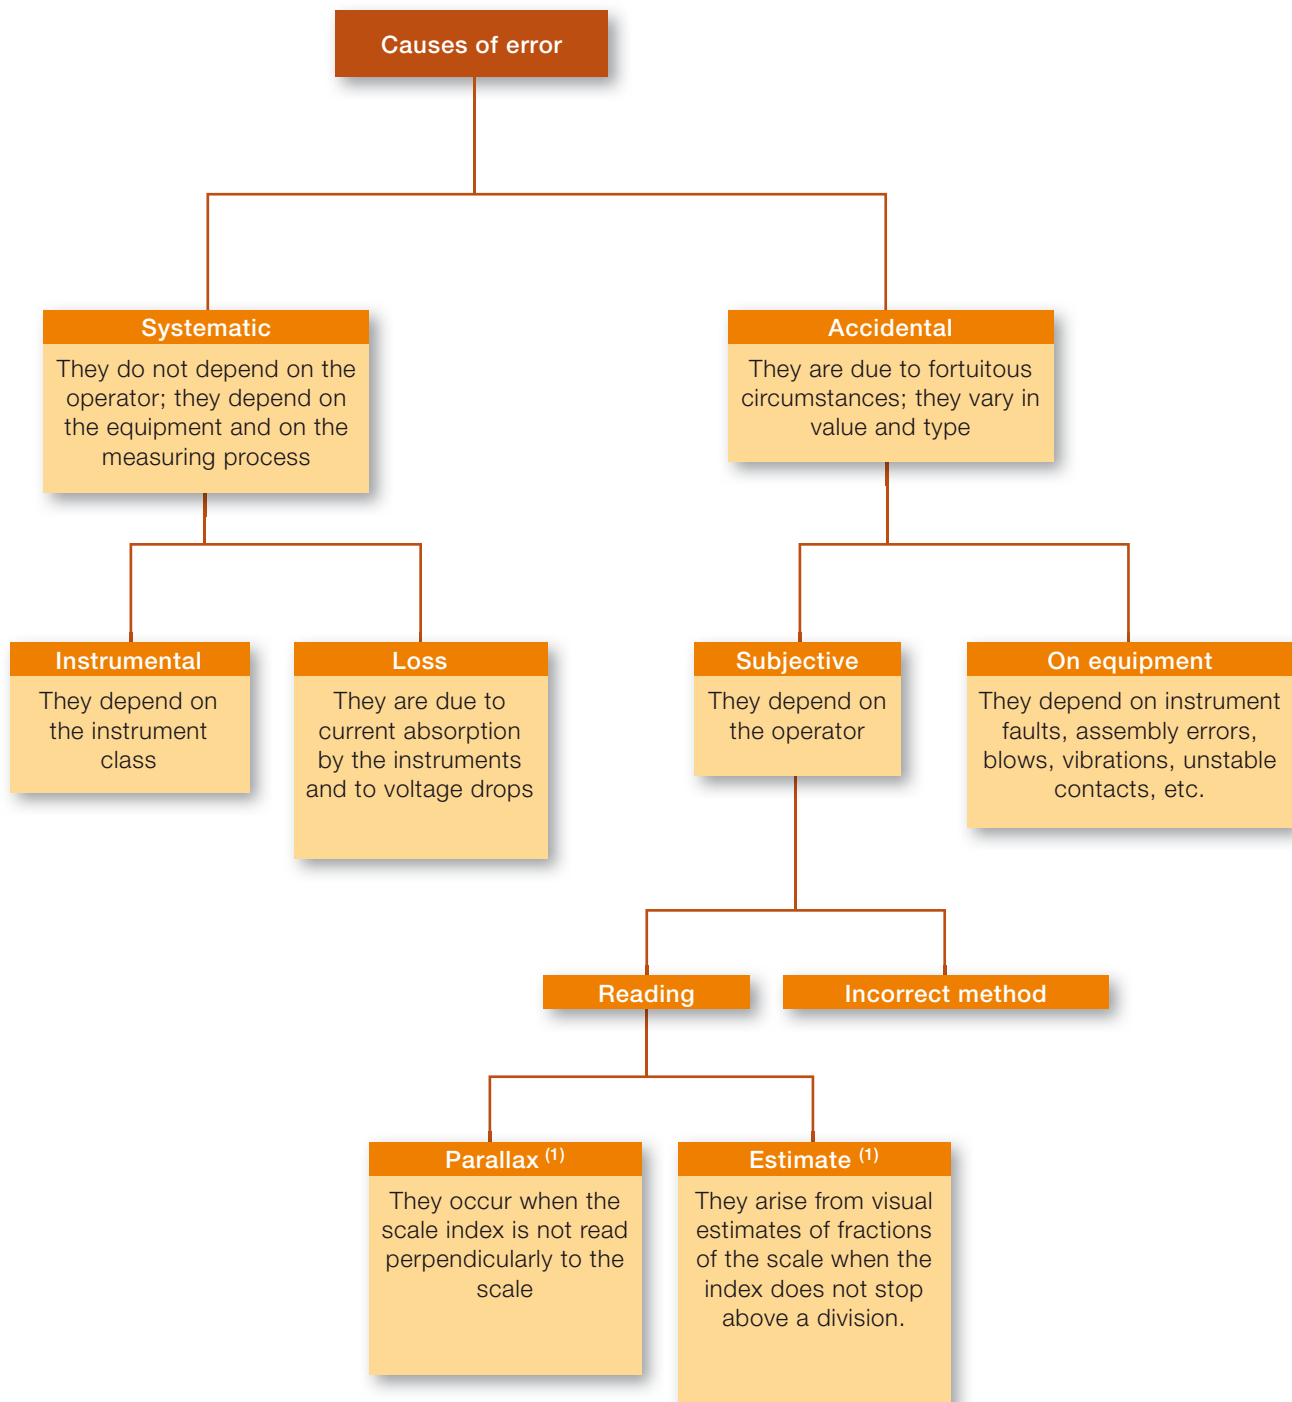 Causes of error
Systematic
They do not depend on the
operator; they depend on
the equipment and on the
measuring process
Accidental
They are due to fortuitous
circumstances; they vary in
value and type
Instrumental
They depend on
the instrument
class
Loss
They are due to
current absorption
by the instruments
and to voltage drops
Subjective
They depend on
the operator
On equipment
They depend on instrument
faults, assembly errors,
blows, vibrations, unstable
contacts, etc.
Reading
Incorrect method
Parallax (1)
They occur when the
scale index is not read
perpendicularly to the
scale
Estimate (1)
They arise from visual
estimates of fractions
of the scale when the
index does not stop
above a division.